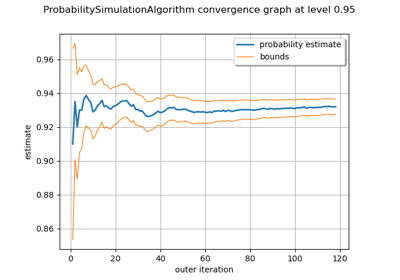 ProbabilitySimulationAlgorithm convergence graph at level 0.95
probability estimate
bounds
0.96
0.94
0.92
0.90
0.88
0.86
estimate
0
20
40
60
80
100
120
outer iteration